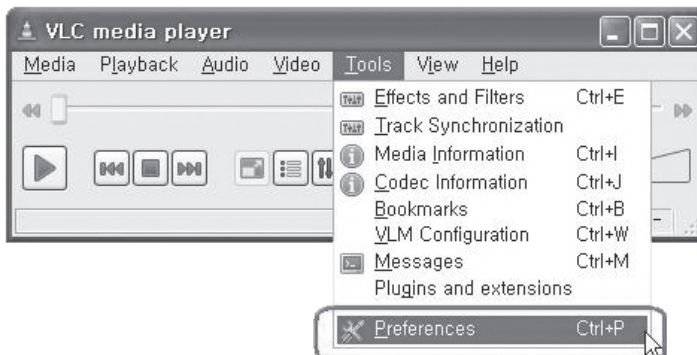 VLC media player
Media Playback Audio Video Tools View Help
Effects and Filters Ctrl+E
Track Synchronization
Media Information Ctrl+I
Codec Information Ctrl+J
Bookmarks Ctrl+B
VLM Configuration Ctrl+W
Messages Ctrl+M
Plugins and extensions
Preferences Ctrl+P